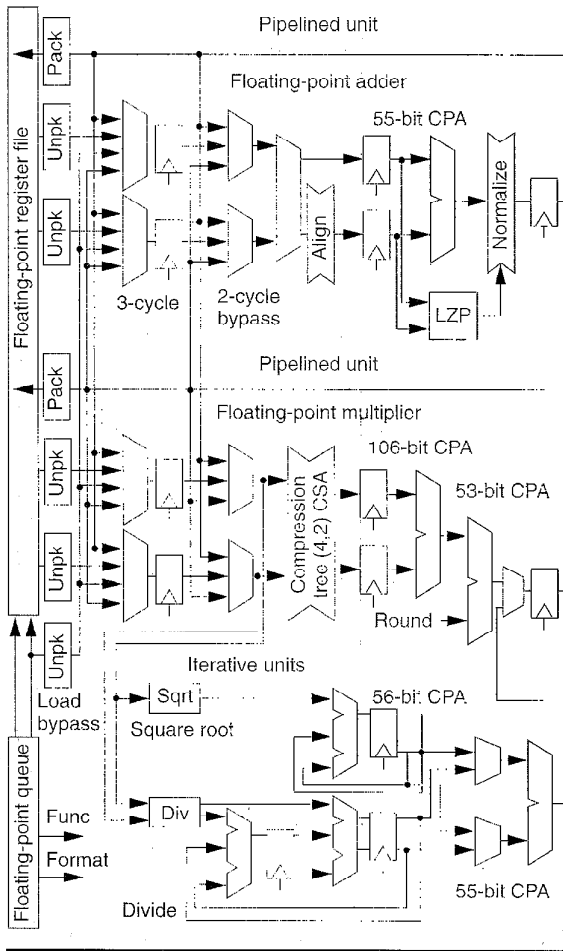 Pipelined unit
Floating-point adder
55-bit CPA
Floating-point register file
Pack
Unpk
Unpk
3-cycle
2-cycle
bypass
Align
LZP
Normalize
Pipelined unit
Pack
Floating-point multiplier
106-bit CPA
53-bit CPA
Unpk
Unpk
Compression
tree (4,2) CSA
Round
Unpk
Load
bypass
Iterative units
Sqrt
Square root
56-bit CPA
Floating-point queue
Func
Format
Div
Divide
55-bit CPA